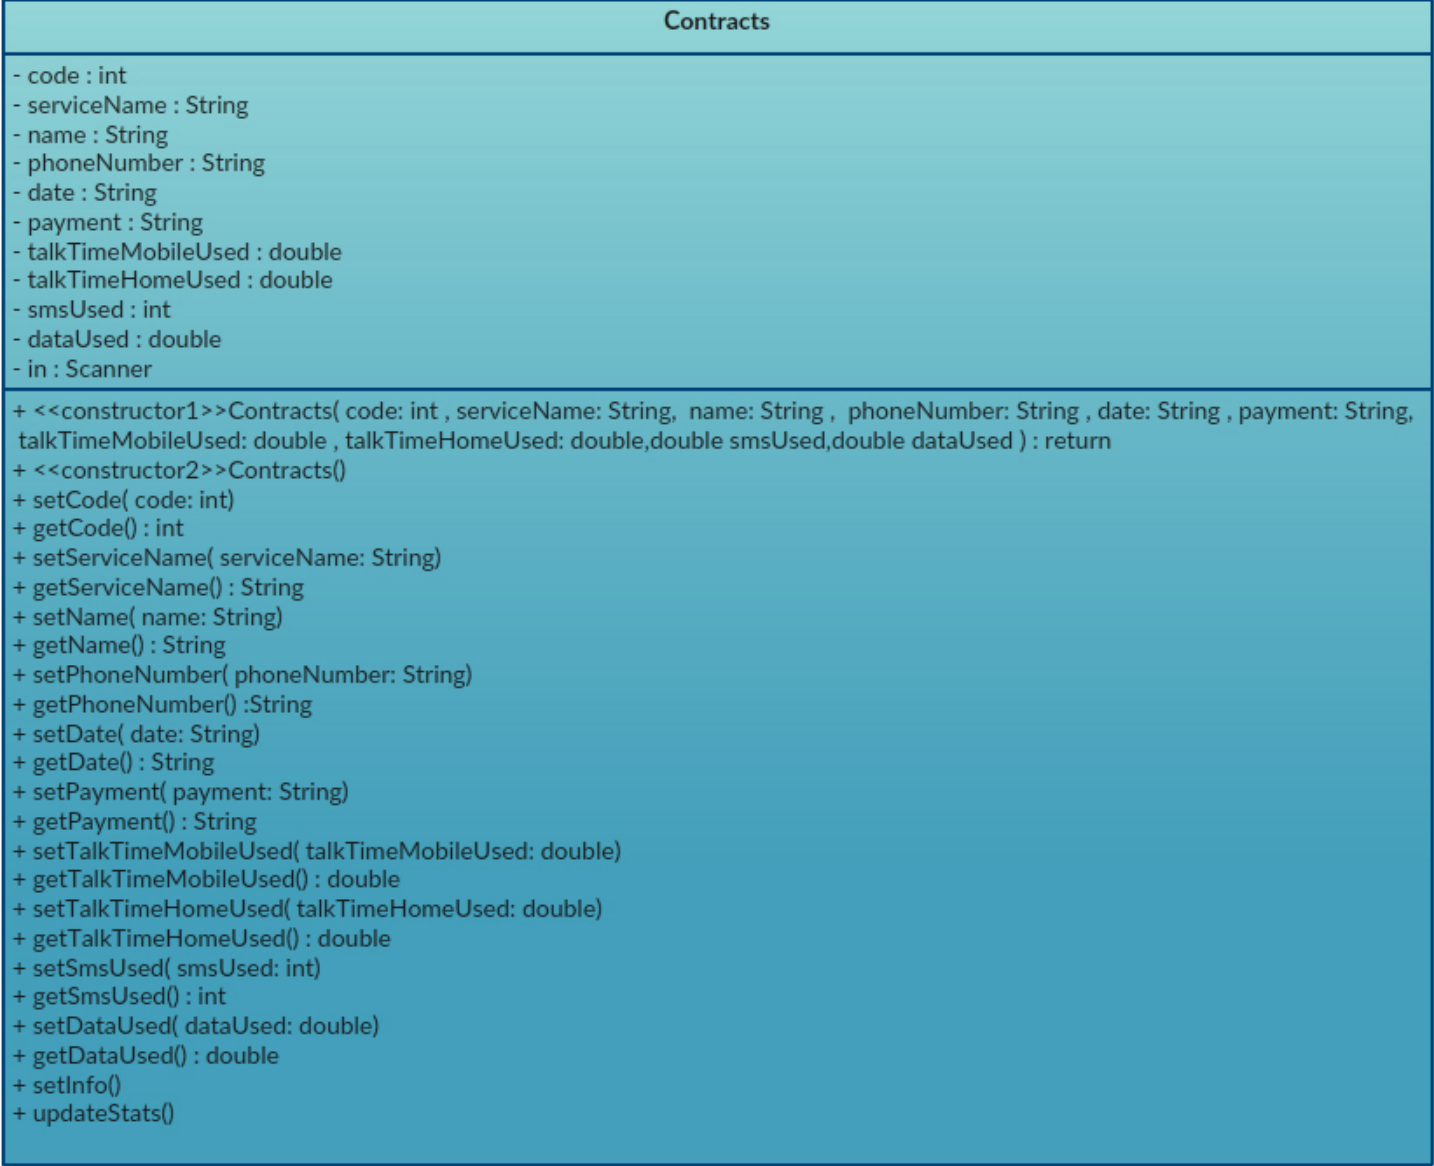 Contracts
- code : int
- serviceName : String
- name : String
- phoneNumber : String
- date : String
- payment : String
- talkTimeMobileUsed : double
- talkTimeHomeUsed : double
- smsUsed : int
- dataUsed : double
- in : Scanner
+ <<constructor1>>Contracts( code: int , serviceName: String,  name: String ,  phoneNumber: String , date: String , payment: String,
talkTimeMobileUsed: double , talkTimeHomeUsed: double,double smsUsed,double dataUsed ) : return
+ <<constructor2>>Contracts()
+ setCode( code: int)
+ getCode() : int
+ setServiceName( serviceName: String)
+ getServiceName() : String
+ setName( name: String)
+ getName() : String
+ setPhoneNumber( phoneNumber: String)
+ getPhoneNumber() :String
+ setDate( date: String)
+ getDate() : String
+ setPayment( payment: String)
+ getPayment() : String
+ setTalkTimeMobileUsed( talkTimeMobileUsed: double)
+ getTalkTimeMobileUsed() : double
+ setTalkTimeHomeUsed( talkTimeHomeUsed: double)
+ getTalkTimeHomeUsed() : double
+ setSmsUsed( smsUsed: int)
+ getSmsUsed() : int
+ setDataUsed( dataUsed: double)
+ getDataUsed() : double
+ setInfo()
+ updateStats()